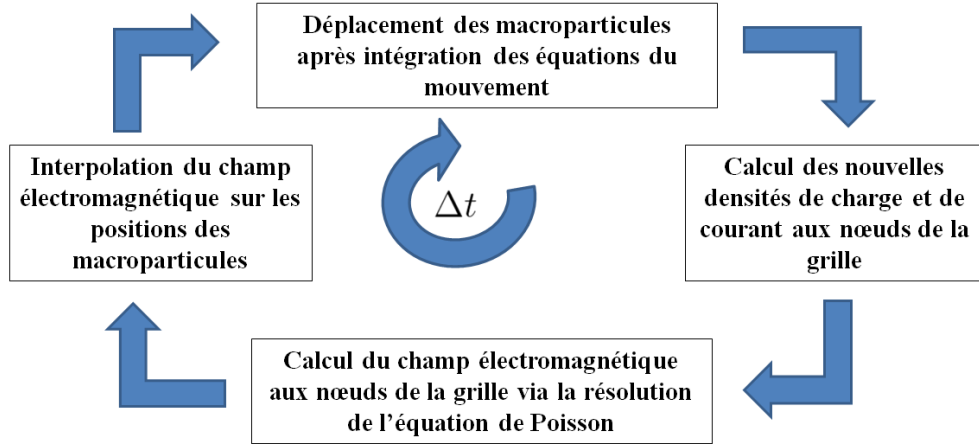 Déplacement des macroparticules
après intégration des équations du
mouvement
Interpolation du champ
électromagnétique sur les
positions des
macroparticules
Δt
Calcul des nouvelles
densités de charge et de
courant aux nœuds de la
grille
Calcul du champ électromagnétique
aux nœuds de la grille via la résolution
de l'équation de Poisson